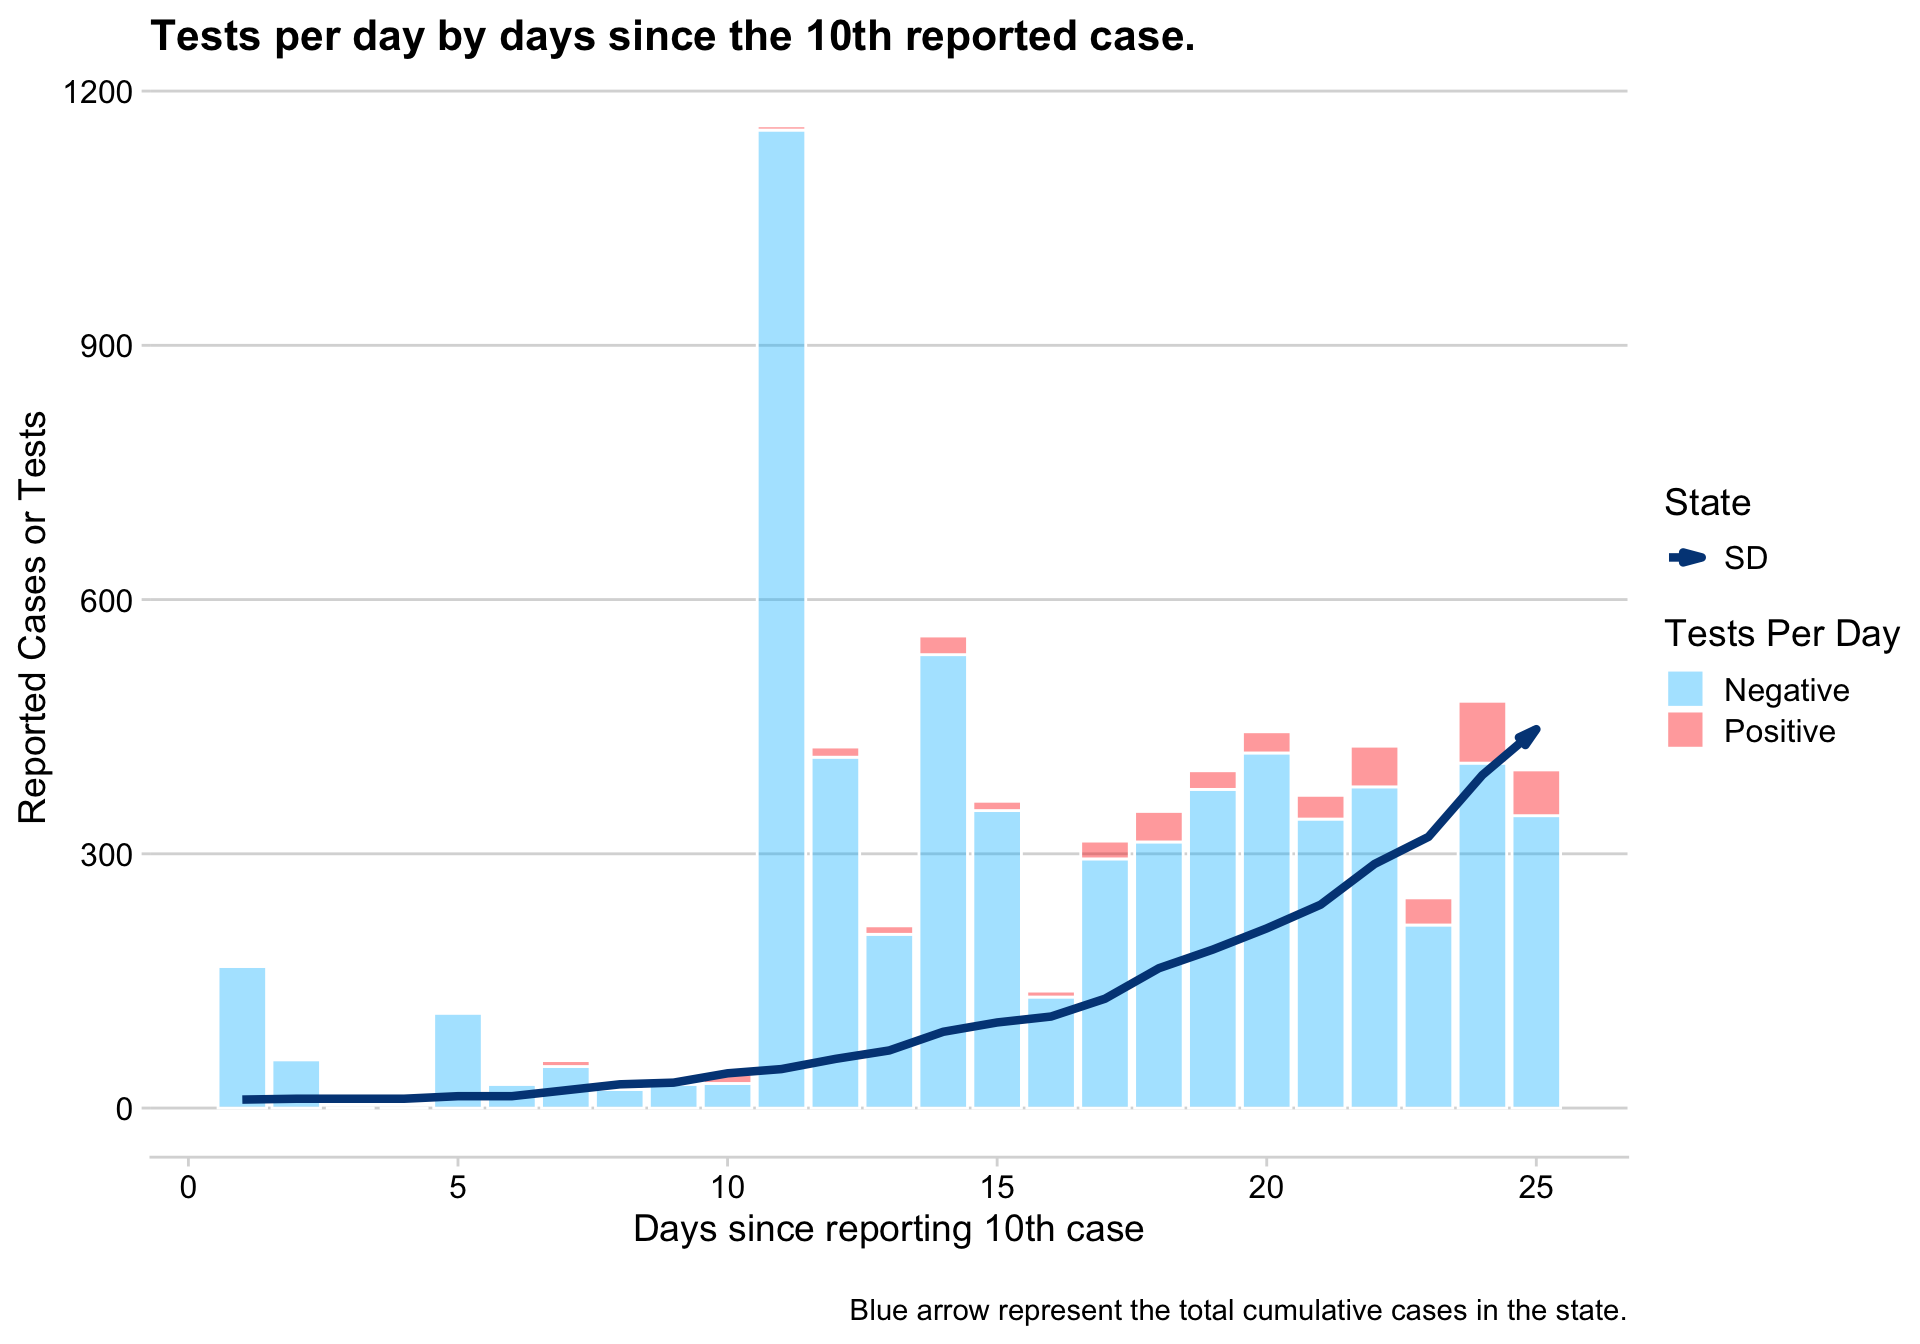 Tests per day by days since the 10th reported case.
1200
900
600
300
0
Reported Cases or Tests
0 5 10 15 20 25
Days since reporting 10th case
State
SD
Tests Per Day
Negative
Positive
Blue arrow represent the total cumulative cases in the state.